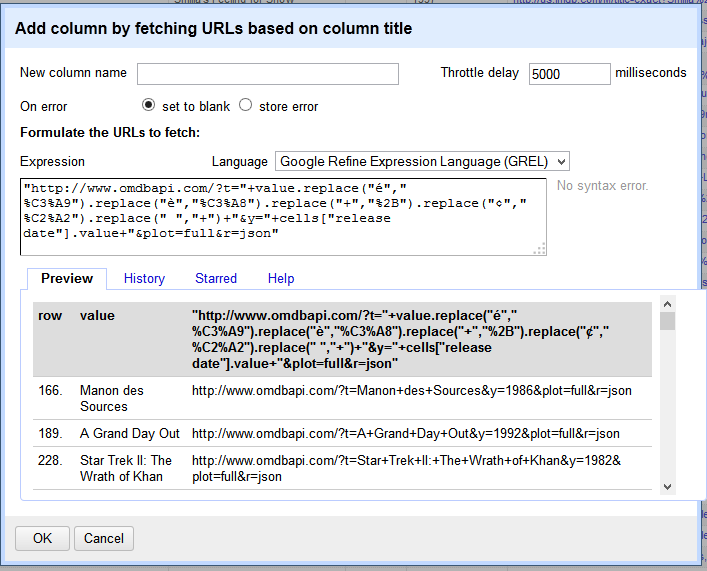 Add column by fetching URLs based on column title
New column name
Throttle delay 5000 milliseconds
On error set to blank store error
Formulate the URLs to fetch:
Expression Language Google Refine Expression Language (GREL)
"http://www.omdbapi.com/?t="+value.replace("é","
%C3%A9").replace("è","%C3%A8").replace("+","%2B").replace("¢","
%C2%A2").replace(" ","+")+"&y="+cells["release
date"].value+"&plot=full&r=json"
No syntax error.
Preview History Starred Help
row value "http://www.omdbapi.com/?t="+value.replace("é","
%C3%A9").replace("è","%C3%A8").replace("+","%2B").replace("¢","
%C2%A2").replace(" ","+")+"&y="+cells["release
date"].value+"&plot=full&r=json"
166. Manon des http://www.omdbapi.com/?t=Manon+des+Sources&y=1986&plot=full&r=json
Sources
189. A Grand Day Out http://www.omdbapi.com/?t=A+Grand+Day+Out&y=1992&plot=full&r=json
228. Star Trek II: The http://www.omdbapi.com/?t=Star+Trek+II:+The+Wrath+of+Khan&y=1982&
Wrath of Khan plot=full&r=json
OK Cancel